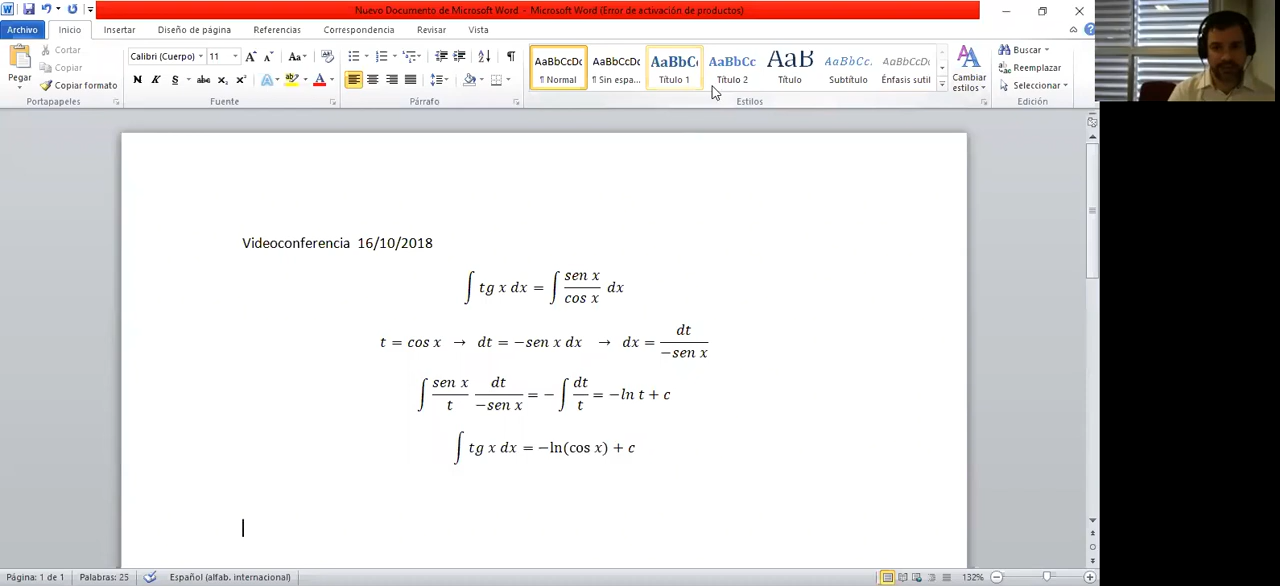 Nuevo Documento de Microsoft Word - Microsoft Word (Error de activación de productos)
Archivo Inicio Insertar Diseño de página Referencias Correspondencia Revisar Vista
Pegar
Cortar
Copiar
Copiar formato
Portapapeles
Calibri (Cuerpo) 11
N K S abc x₂ x²
Fuente
Párrafo
AaBbCcDc AaBbCcDc AaBbC AaBbCc AaB AaBbCc. AaBbCcDc
¶ Normal ¶ Sin espa... Título 1 Título 2 Título Subtítulo Énfasis sutil
Estilos
Cambiar estilos
Buscar
Reemplazar
Seleccionar
Edición
Videoconferencia 16/10/2018
∫ tg x dx = ∫ sen x / cos x dx
t = cos x → dt = −sen x dx → dx = dt / −sen x
∫ sen x / t dt / −sen x = − ∫ dt / t = −ln t + c
∫ tg x dx = −ln(cos x) + c
Página: 1 de 1 Palabras: 25 Español (alfab. internacional) 132%